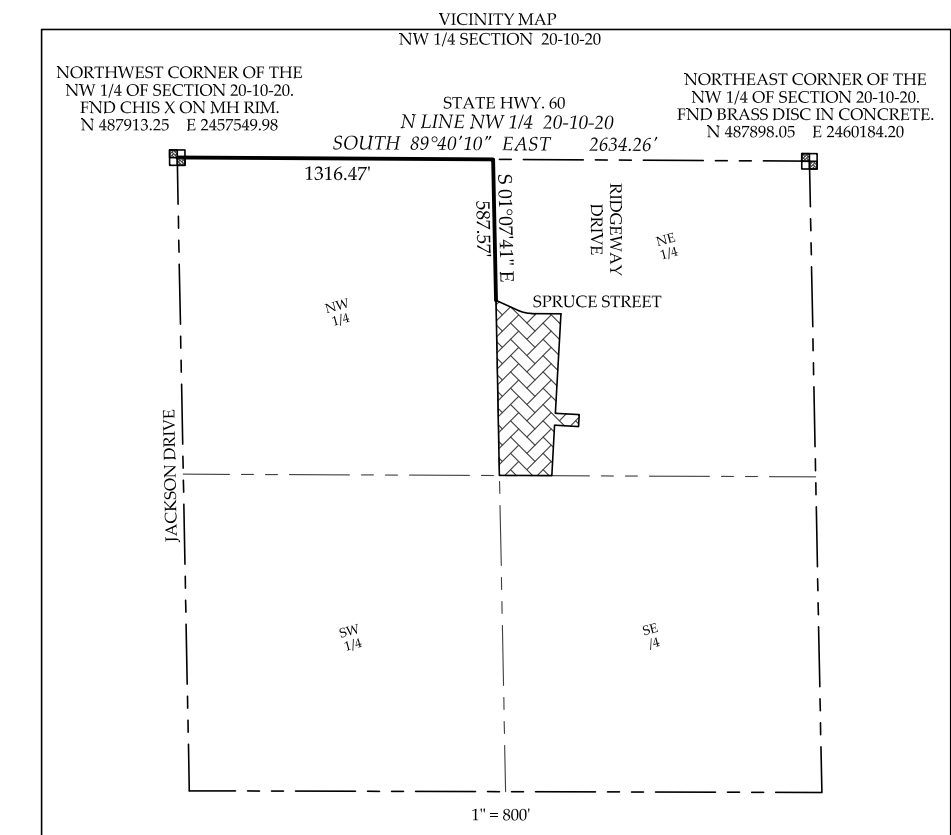 VICINITY MAP
NW 1/4 SECTION 20-10-20
NORTHWEST CORNER OF THE
NW 1/4 OF SECTION 20-10-20.
FND CHIS X ON MH RIM.
N 487913.25 E 2457549.98
NORTHEAST CORNER OF THE
NW 1/4 OF SECTION 20-10-20.
FND BRASS DISC IN CONCRETE.
N 487898.05 E 2460184.20
STATE HWY. 60
N LINE NW 1/4 20-10-20
SOUTH 89°40'10" EAST 2634.26'
1316.47'
S 01°07'41" E
587.57'
RIDGEWAY
DRIVE
NE
1/4
NW
1/4
SPRUCE STREET
JACKSON DRIVE
SW
1/4
SE
/4
1" = 800'